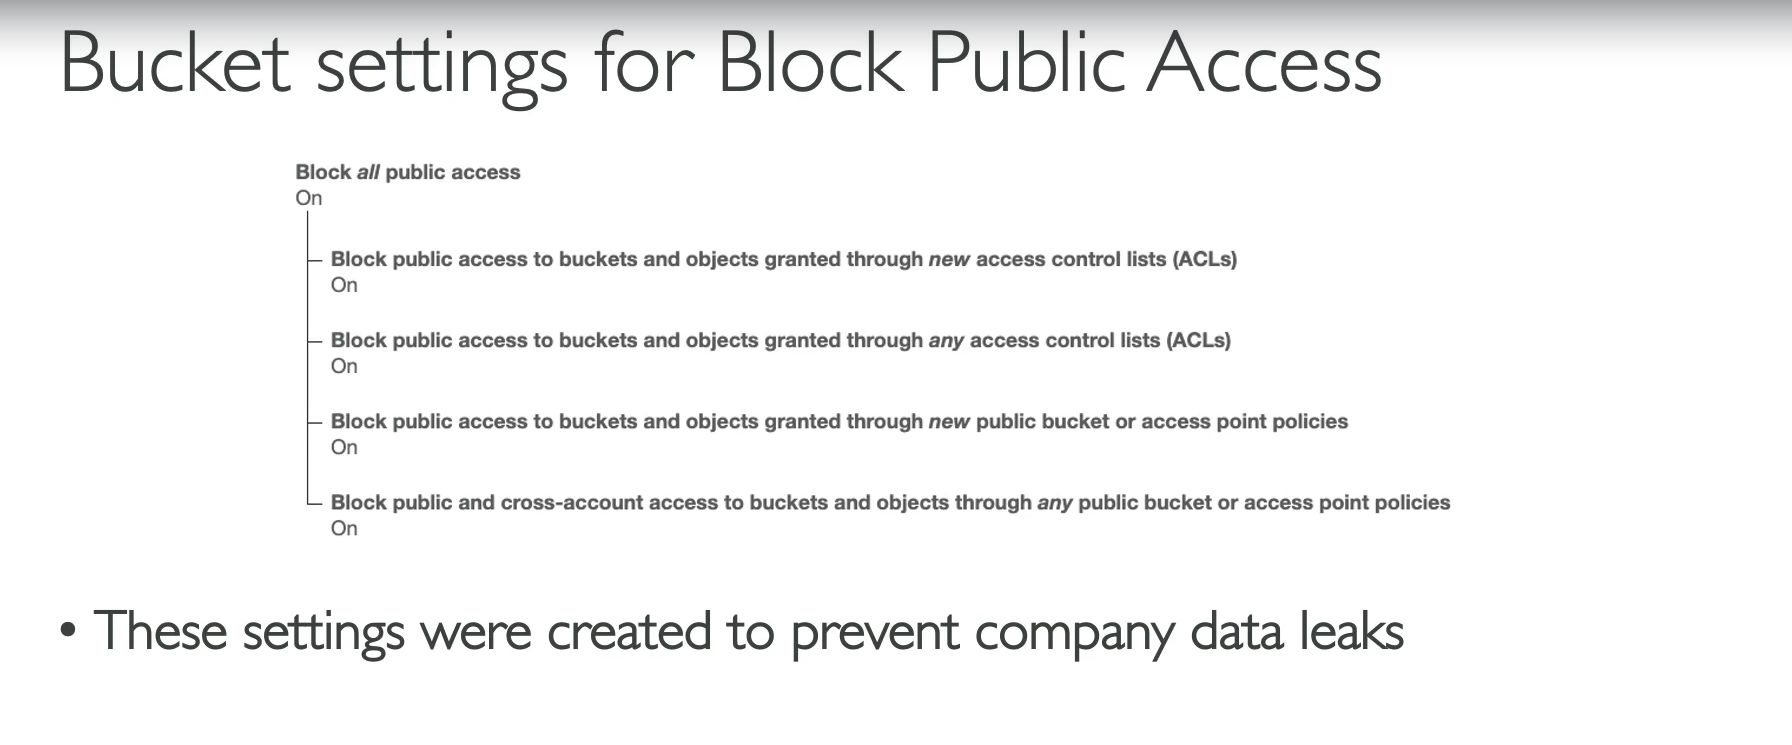 Bucket settings for Block Public Access
Block all public access
On
Block public access to buckets and objects granted through new access control lists (ACLs)
On
Block public access to buckets and objects granted through any access control lists (ACLs)
On
Block public access to buckets and objects granted through new public bucket or access point policies
On
Block public and cross-account access to buckets and objects through any public bucket or access point policies
On
• These settings were created to prevent company data leaks